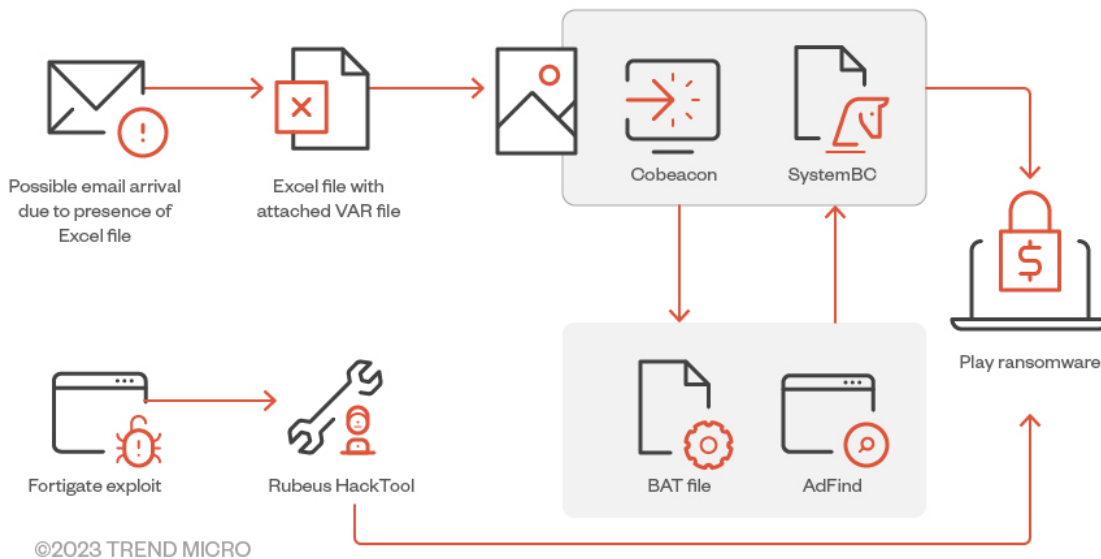 Possible email arrival
due to presence of
Excel file
Excel file with
attached VAR file
Cobeacon
SystemBC
$
Play ransomware
Fortigate exploit
Rubeus HackTool
BAT file
AdFind
©2023 TREND MICRO